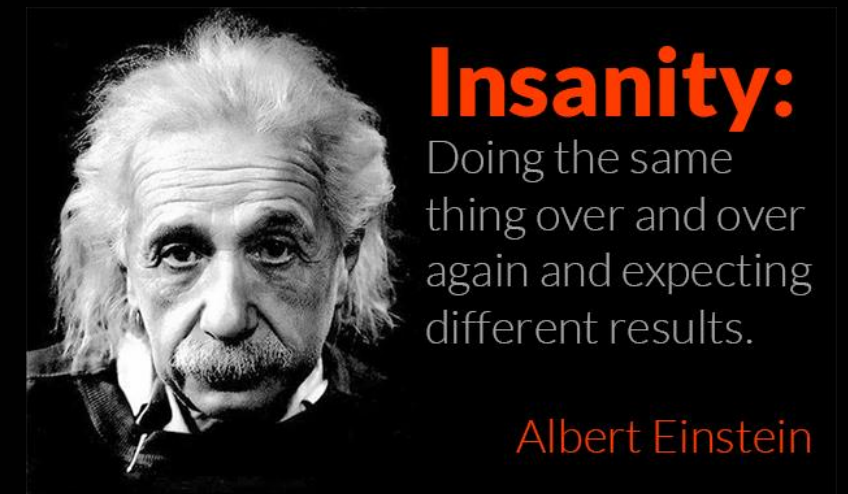 Insanity:
Doing the same
thing over and over
again and expecting
different results.
Albert Einstein